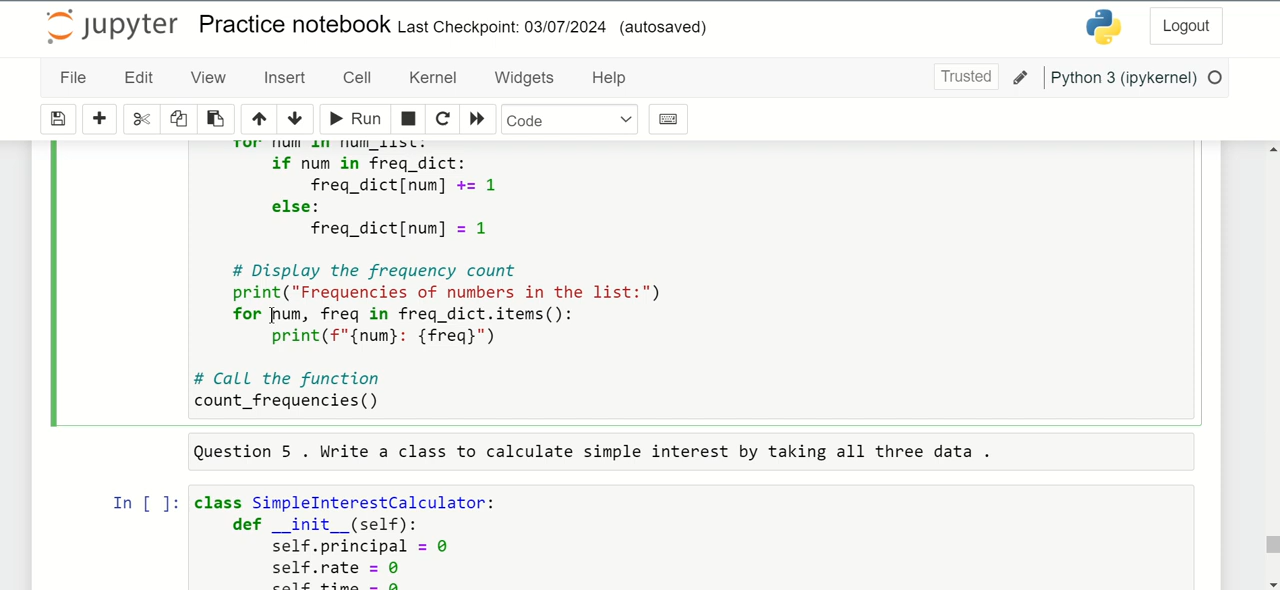 jupyter Practice notebook Last Checkpoint: 03/07/2024 (autosaved) Logout
File Edit View Insert Cell Kernel Widgets Help Trusted Python 3 (ipykernel)
Run Code
for num in num_list:
if num in freq_dict:
freq_dict[num] += 1
else:
freq_dict[num] = 1
# Display the frequency count
print("Frequencies of numbers in the list:")
for num, freq in freq_dict.items():
print(f"{num}: {freq}")
# Call the function
count_frequencies()
Question 5 . Write a class to calculate simple interest by taking all three data .
In [ ]: class SimpleInterestCalculator:
def __init__(self):
self.principal = 0
self.rate = 0
self.time = 0